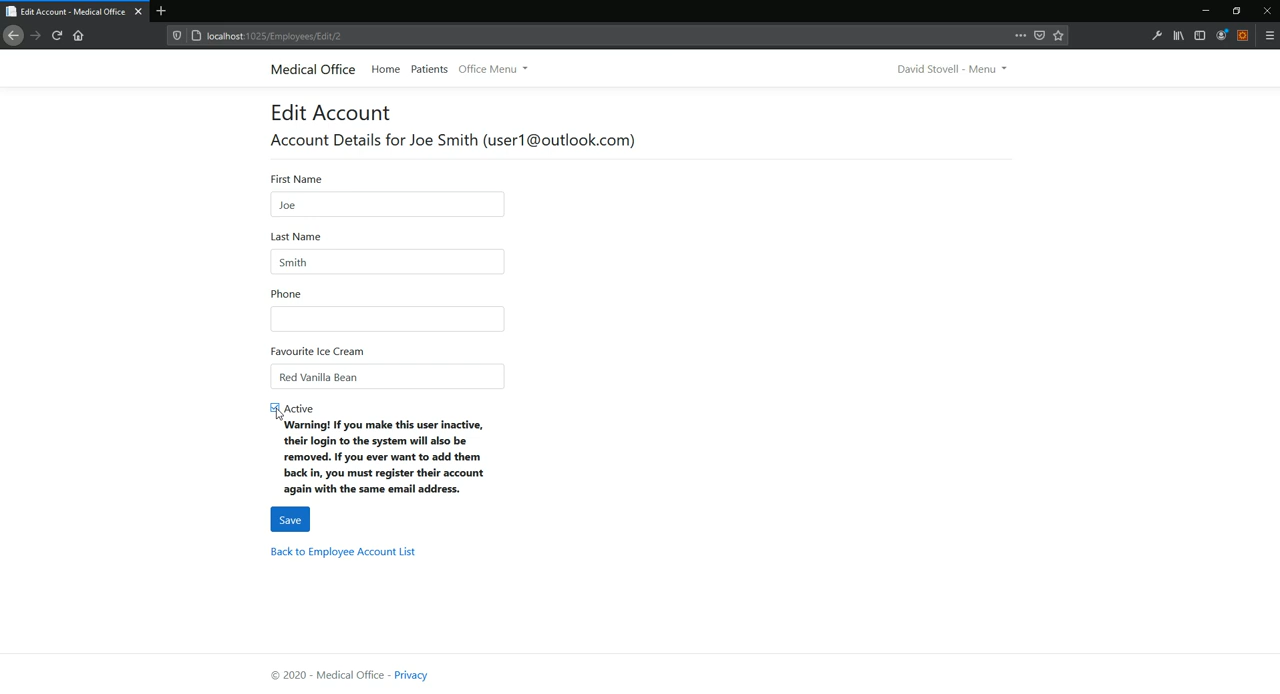 Edit Account - Medical Office
localhost:1025/Employees/Edit/2
Medical Office Home Patients Office Menu David Stovell - Menu
Edit Account
Account Details for Joe Smith (user1@outlook.com)
First Name
Joe
Last Name
Smith
Phone
Favourite Ice Cream
Red Vanilla Bean
Active
Warning! If you make this user inactive,
their login to the system will also be
removed. If you ever want to add them
back in, you must register their account
again with the same email address.
Save
Back to Employee Account List
© 2020 - Medical Office - Privacy